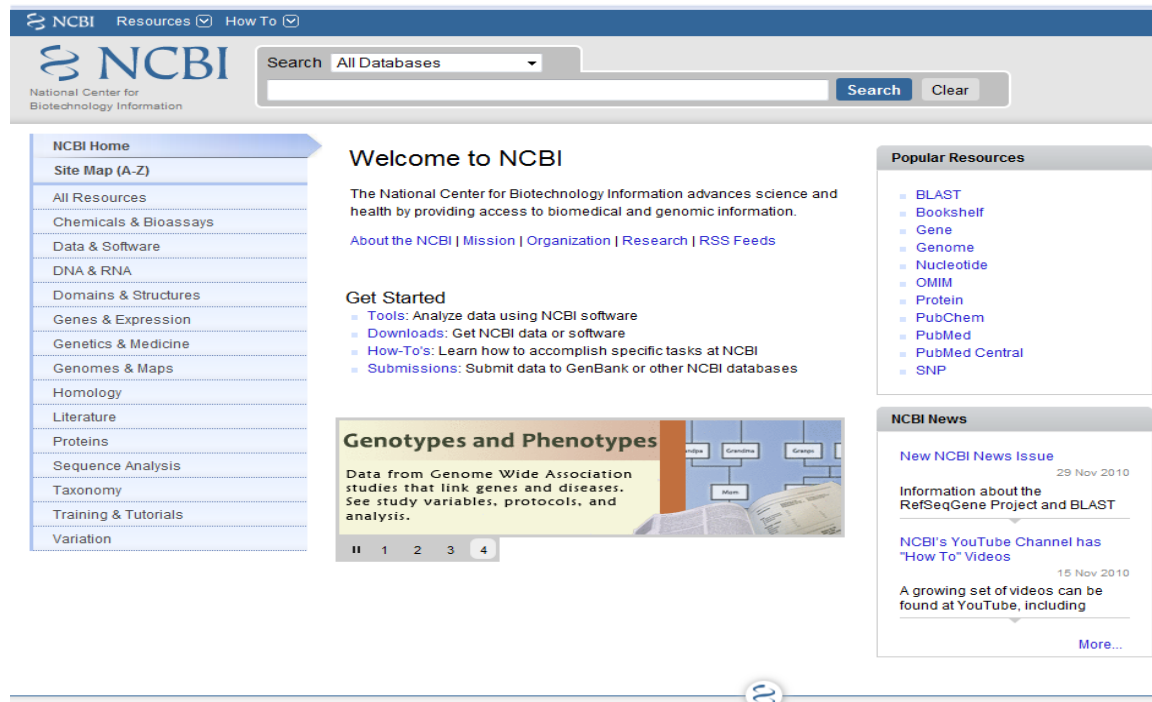 NCBI Resources How To
NCBI
National Center for
Biotechnology Information
Search All Databases
Search Clear
NCBI Home
Site Map (A-Z)
All Resources
Chemicals & Bioassays
Data & Software
DNA & RNA
Domains & Structures
Genes & Expression
Genetics & Medicine
Genomes & Maps
Homology
Literature
Proteins
Sequence Analysis
Taxonomy
Training & Tutorials
Variation
Welcome to NCBI
The National Center for Biotechnology Information advances science and
health by providing access to biomedical and genomic information.
About the NCBI | Mission | Organization | Research | RSS Feeds
Get Started
Tools: Analyze data using NCBI software
Downloads: Get NCBI data or software
How-To's: Learn how to accomplish specific tasks at NCBI
Submissions: Submit data to GenBank or other NCBI databases
Genotypes and Phenotypes
Data from Genome Wide Association
studies that link genes and diseases.
See study variables, protocols, and
analysis.
Grandma Gramps
Mom
1 2 3 4
Popular Resources
BLAST
Bookshelf
Gene
Genome
Nucleotide
OMIM
Protein
PubChem
PubMed
PubMed Central
SNP
NCBI News
New NCBI News Issue
29 Nov 2010
Information about the
RefSeqGene Project and BLAST
NCBI's YouTube Channel has
"How To" Videos
15 Nov 2010
A growing set of videos can be
found at YouTube, including
More...